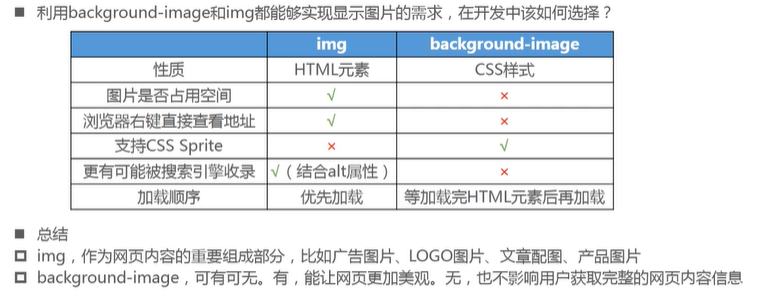 ■ 利用background-image和img都能够实现显示图片的需求，在开发中该如何选择？
img background-image
性质 HTML元素 CSS样式
图片是否占用空间 √ ×
浏览器右键直接查看地址 √ ×
支持CSS Sprite × √
更有可能被搜索引擎收录 √（结合alt属性） ×
加载顺序 优先加载 等加载完HTML元素后再加载
■ 总结
□ img，作为网页内容的重要组成部分，比如广告图片、LOGO图片、文章配图、产品图片
□ background-image，可有可无。有，能让网页更加美观。无，也不影响用户获取完整的网页内容信息